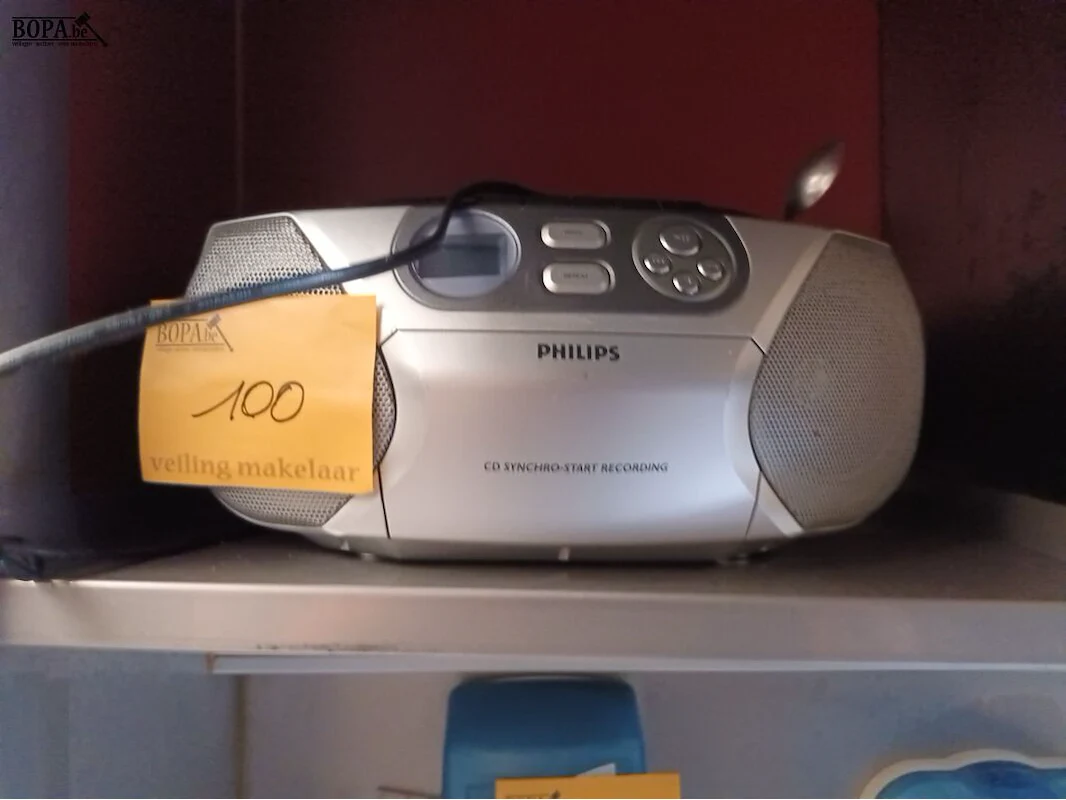 BOPA.be
BOPA.be
100
veiling makelaar
PHILIPS
CD SYNCHRO-START RECORDING